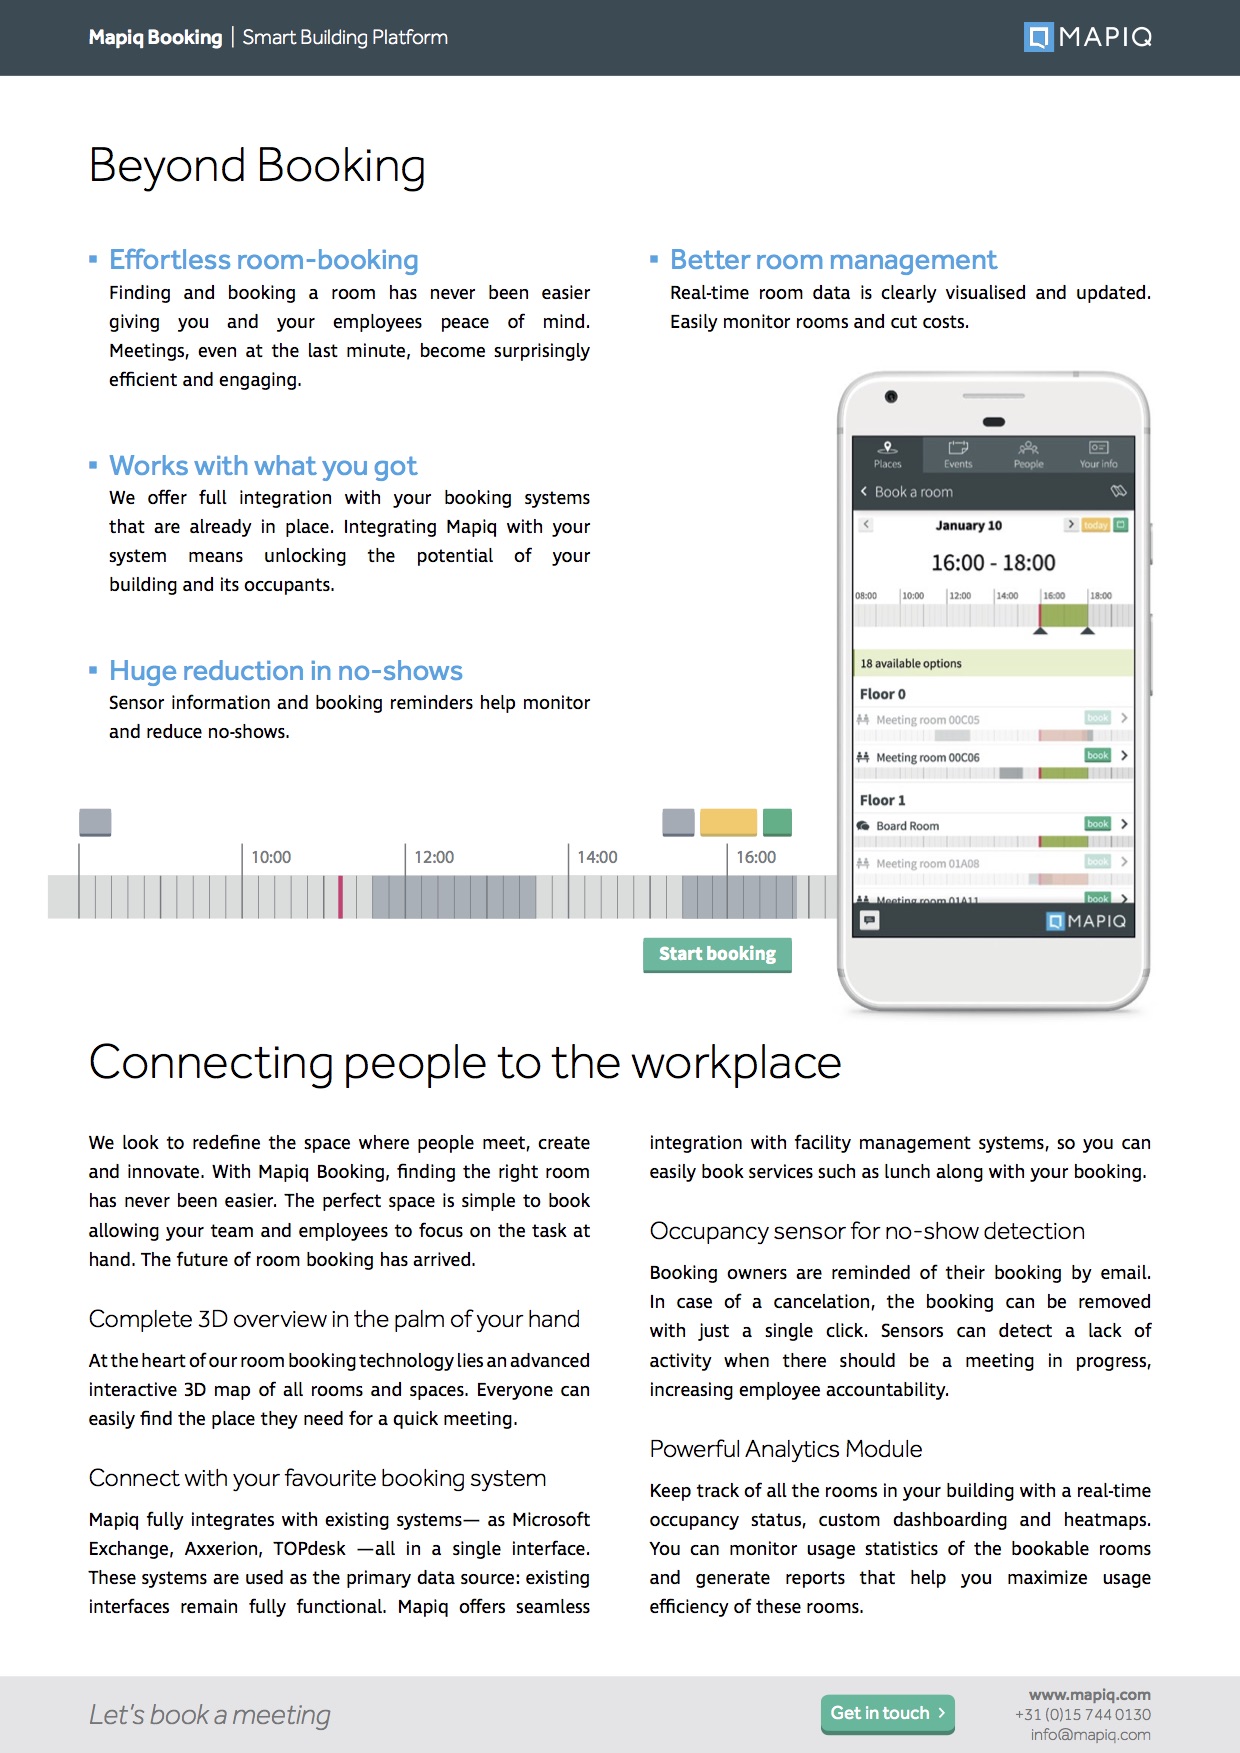 Mapiq Booking | Smart Building Platform
MAPIQ
Beyond Booking
Effortless room-booking
Finding and booking a room has never been easier
giving you and your employees peace of mind.
Meetings, even at the last minute, become surprisingly
efficient and engaging.
Works with what you got
We offer full integration with your booking systems
that are already in place. Integrating Mapiq with your
system means unlocking the potential of your
building and its occupants.
Huge reduction in no-shows
Sensor information and booking reminders help monitor
and reduce no-shows.
Better room management
Real-time room data is clearly visualised and updated.
Easily monitor rooms and cut costs.
Places Events People Your info
Book a room
January 10 today
16:00 - 18:00
08:00 10:00 12:00 14:00 16:00 18:00
18 available options
Floor 0
Meeting room 00C05 book
Meeting room 00C06 book
Floor 1
Board Room book
Meeting room 01A08 book
Meeting room 01A11 book
MAPIQ
10:00 12:00 14:00 16:00
Start booking
Connecting people to the workplace
We look to redefine the space where people meet, create
and innovate. With Mapiq Booking, finding the right room
has never been easier. The perfect space is simple to book
allowing your team and employees to focus on the task at
hand. The future of room booking has arrived.
Complete 3D overview in the palm of your hand
At the heart of our room booking technology lies an advanced
interactive 3D map of all rooms and spaces. Everyone can
easily find the place they need for a quick meeting.
Connect with your favourite booking system
Mapiq fully integrates with existing systems— as Microsoft
Exchange, Axxerion, TOPdesk —all in a single interface.
These systems are used as the primary data source: existing
interfaces remain fully functional. Mapiq offers seamless
integration with facility management systems, so you can
easily book services such as lunch along with your booking.
Occupancy sensor for no-show detection
Booking owners are reminded of their booking by email.
In case of a cancelation, the booking can be removed
with just a single click. Sensors can detect a lack of
activity when there should be a meeting in progress,
increasing employee accountability.
Powerful Analytics Module
Keep track of all the rooms in your building with a real-time
occupancy status, custom dashboarding and heatmaps.
You can monitor usage statistics of the bookable rooms
and generate reports that help you maximize usage
efficiency of these rooms.
Let's book a meeting
Get in touch
www.mapiq.com
+31 (0)15 744 0130
info@mapiq.com